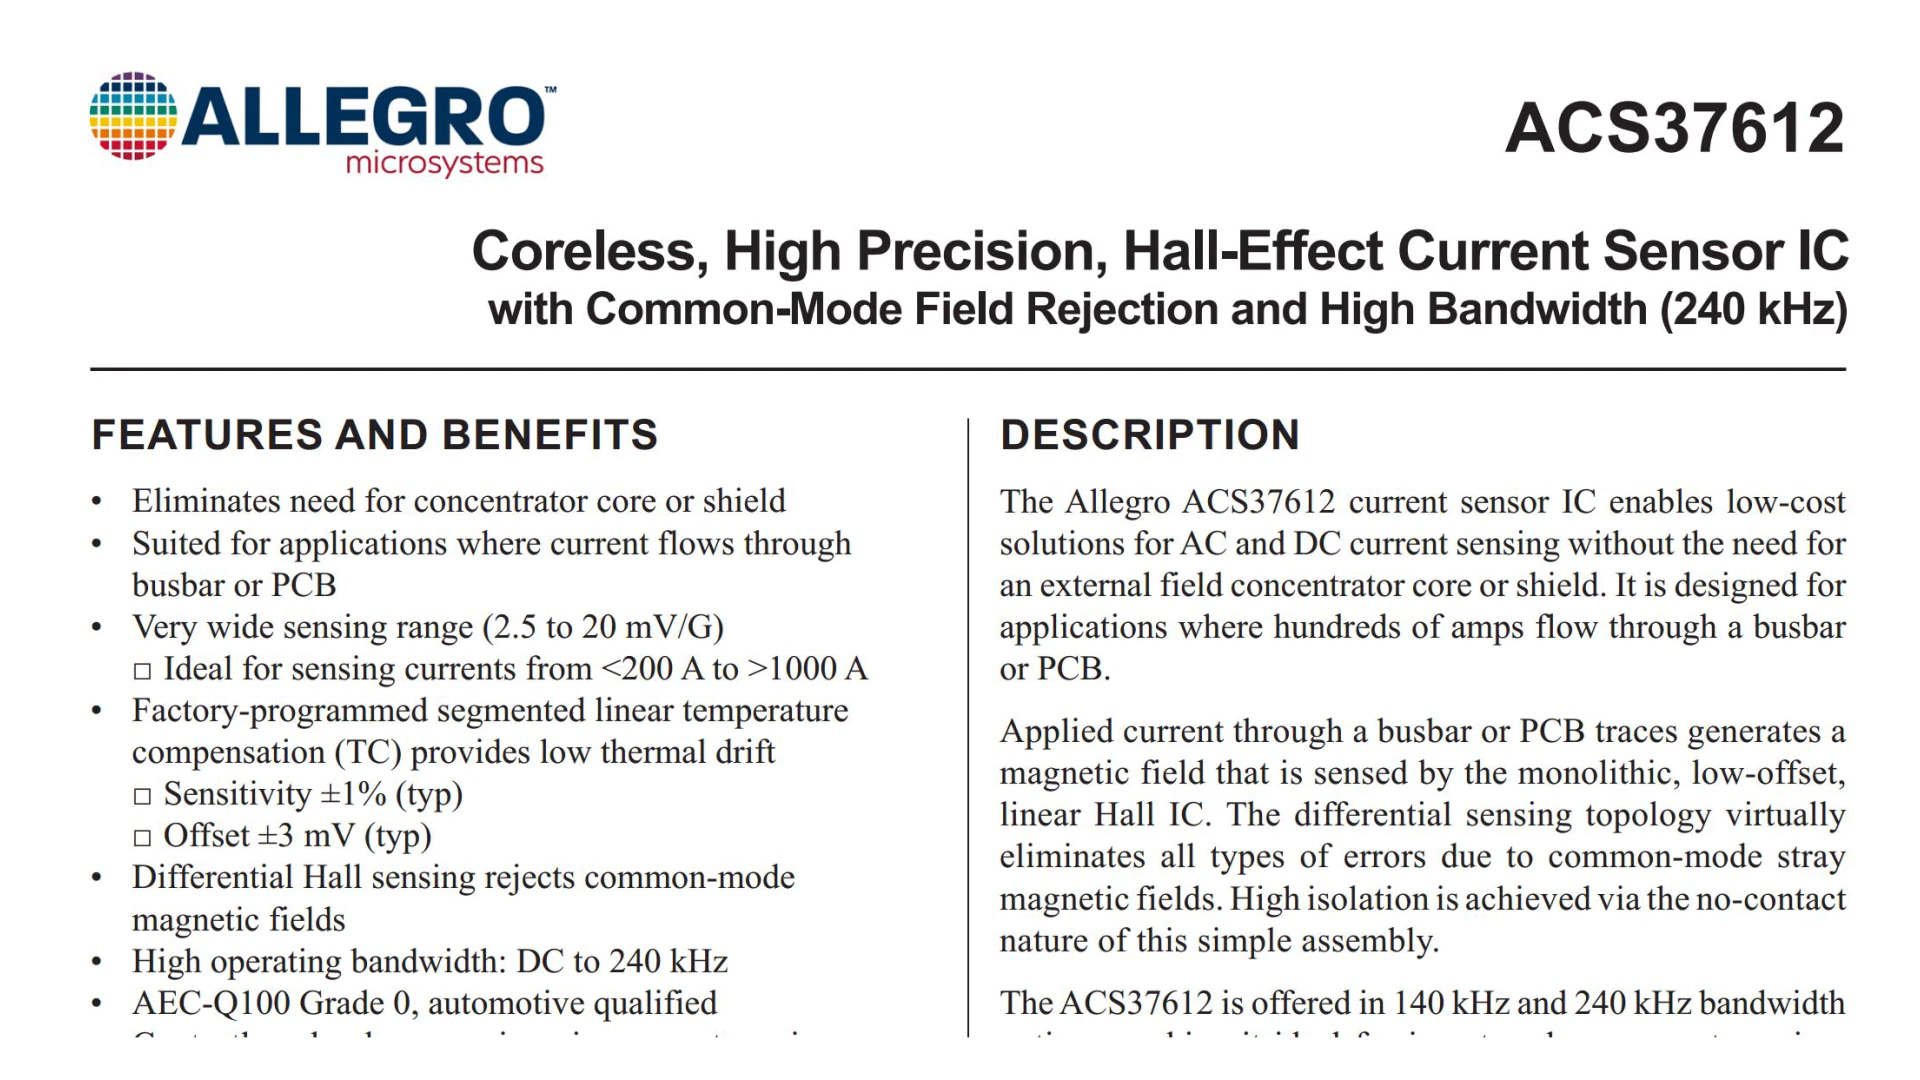 ALLEGRO™
microsystems
ACS37612
Coreless, High Precision, Hall-Effect Current Sensor IC
with Common-Mode Field Rejection and High Bandwidth (240 kHz)
FEATURES AND BENEFITS
• Eliminates need for concentrator core or shield
• Suited for applications where current flows through
busbar or PCB
• Very wide sensing range (2.5 to 20 mV/G)
□ Ideal for sensing currents from <200 A to >1000 A
• Factory-programmed segmented linear temperature
compensation (TC) provides low thermal drift
□ Sensitivity ±1% (typ)
□ Offset ±3 mV (typ)
• Differential Hall sensing rejects common-mode
magnetic fields
• High operating bandwidth: DC to 240 kHz
• AEC-Q100 Grade 0, automotive qualified
DESCRIPTION
The Allegro ACS37612 current sensor IC enables low-cost
solutions for AC and DC current sensing without the need for
an external field concentrator core or shield. It is designed for
applications where hundreds of amps flow through a busbar
or PCB.
Applied current through a busbar or PCB traces generates a
magnetic field that is sensed by the monolithic, low-offset,
linear Hall IC. The differential sensing topology virtually
eliminates all types of errors due to common-mode stray
magnetic fields. High isolation is achieved via the no-contact
nature of this simple assembly.
The ACS37612 is offered in 140 kHz and 240 kHz bandwidth